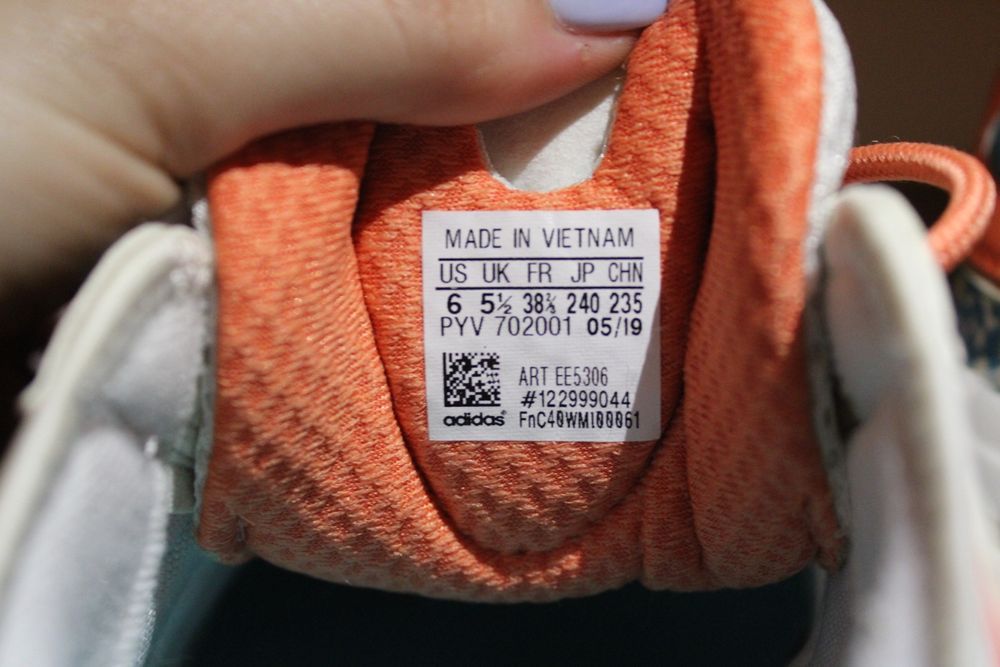 MADE IN VIETNAM
US UK FR JP CHN
6 5½ 38⅔ 240 235
PYV 702001 05/19
ART EE5306
#122999044
adidas® FnC40WMI00061